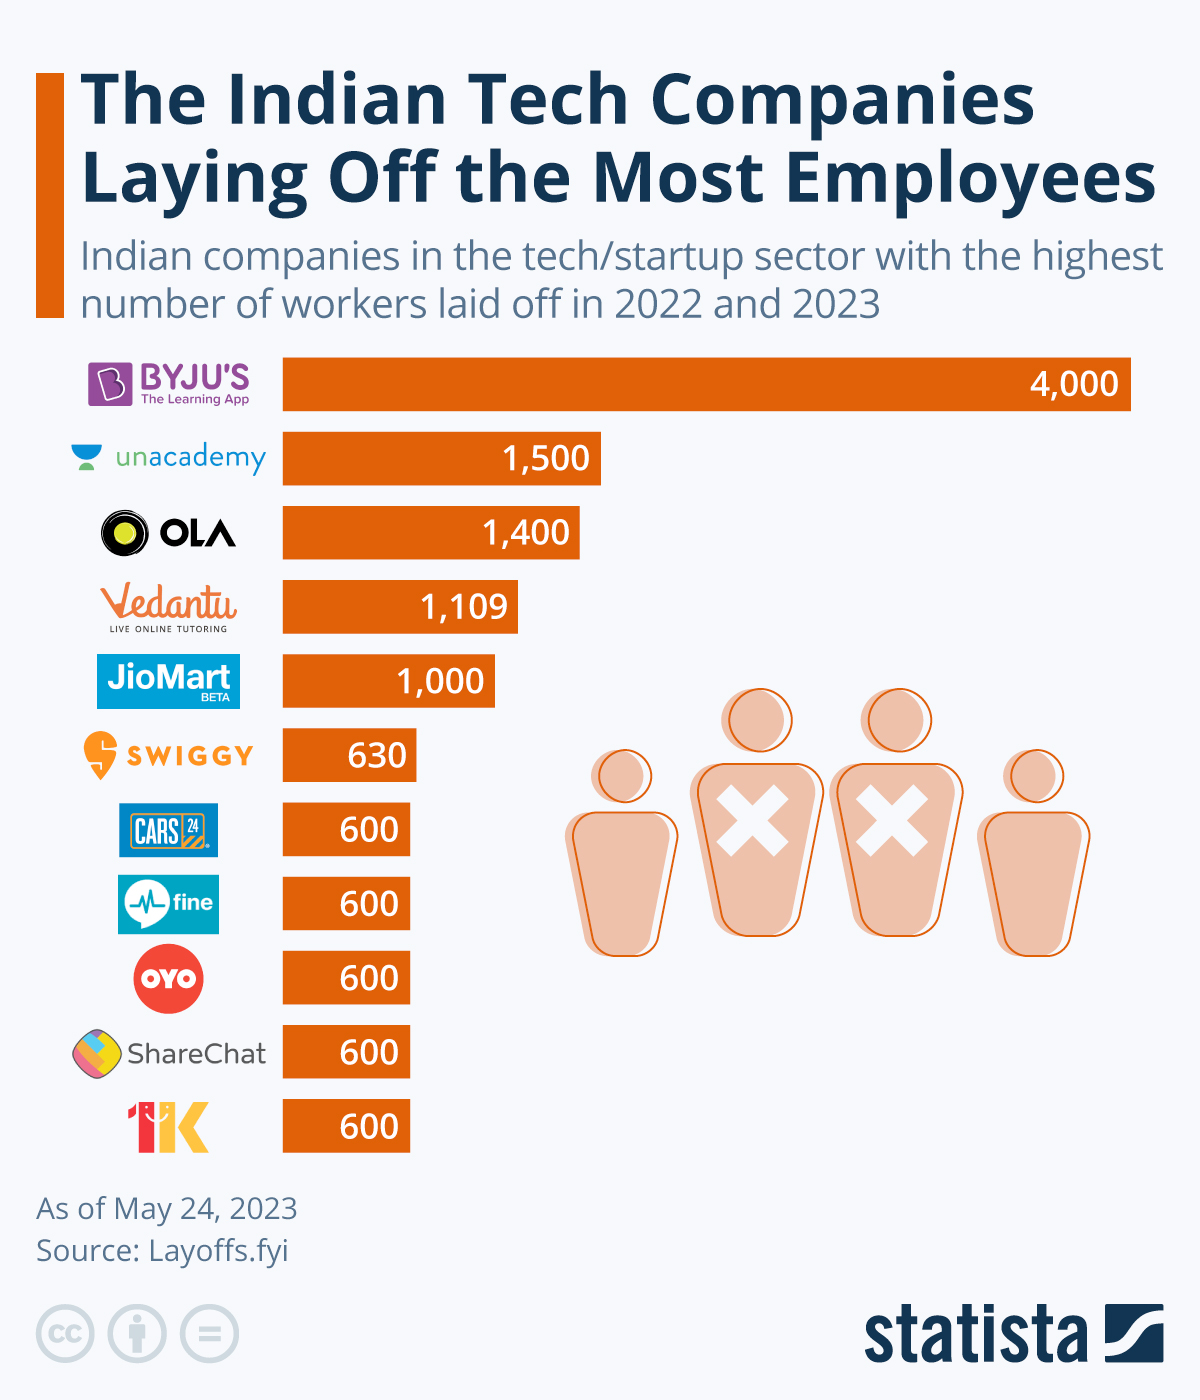 The Indian Tech Companies
Laying Off the Most Employees
Indian companies in the tech/startup sector with the highest
number of workers laid off in 2022 and 2023
BYJU'S
The Learning App
4,000
unacademy
1,500
OLA
1,400
Vedantu
LIVE ONLINE TUTORING
1,109
JioMart
BETA
1,000
SWIGGY
630
CARS 24
600
fine
600
OYO
600
ShareChat
600
1K
600
As of May 24, 2023
Source: Layoffs.fyi
cc
statista